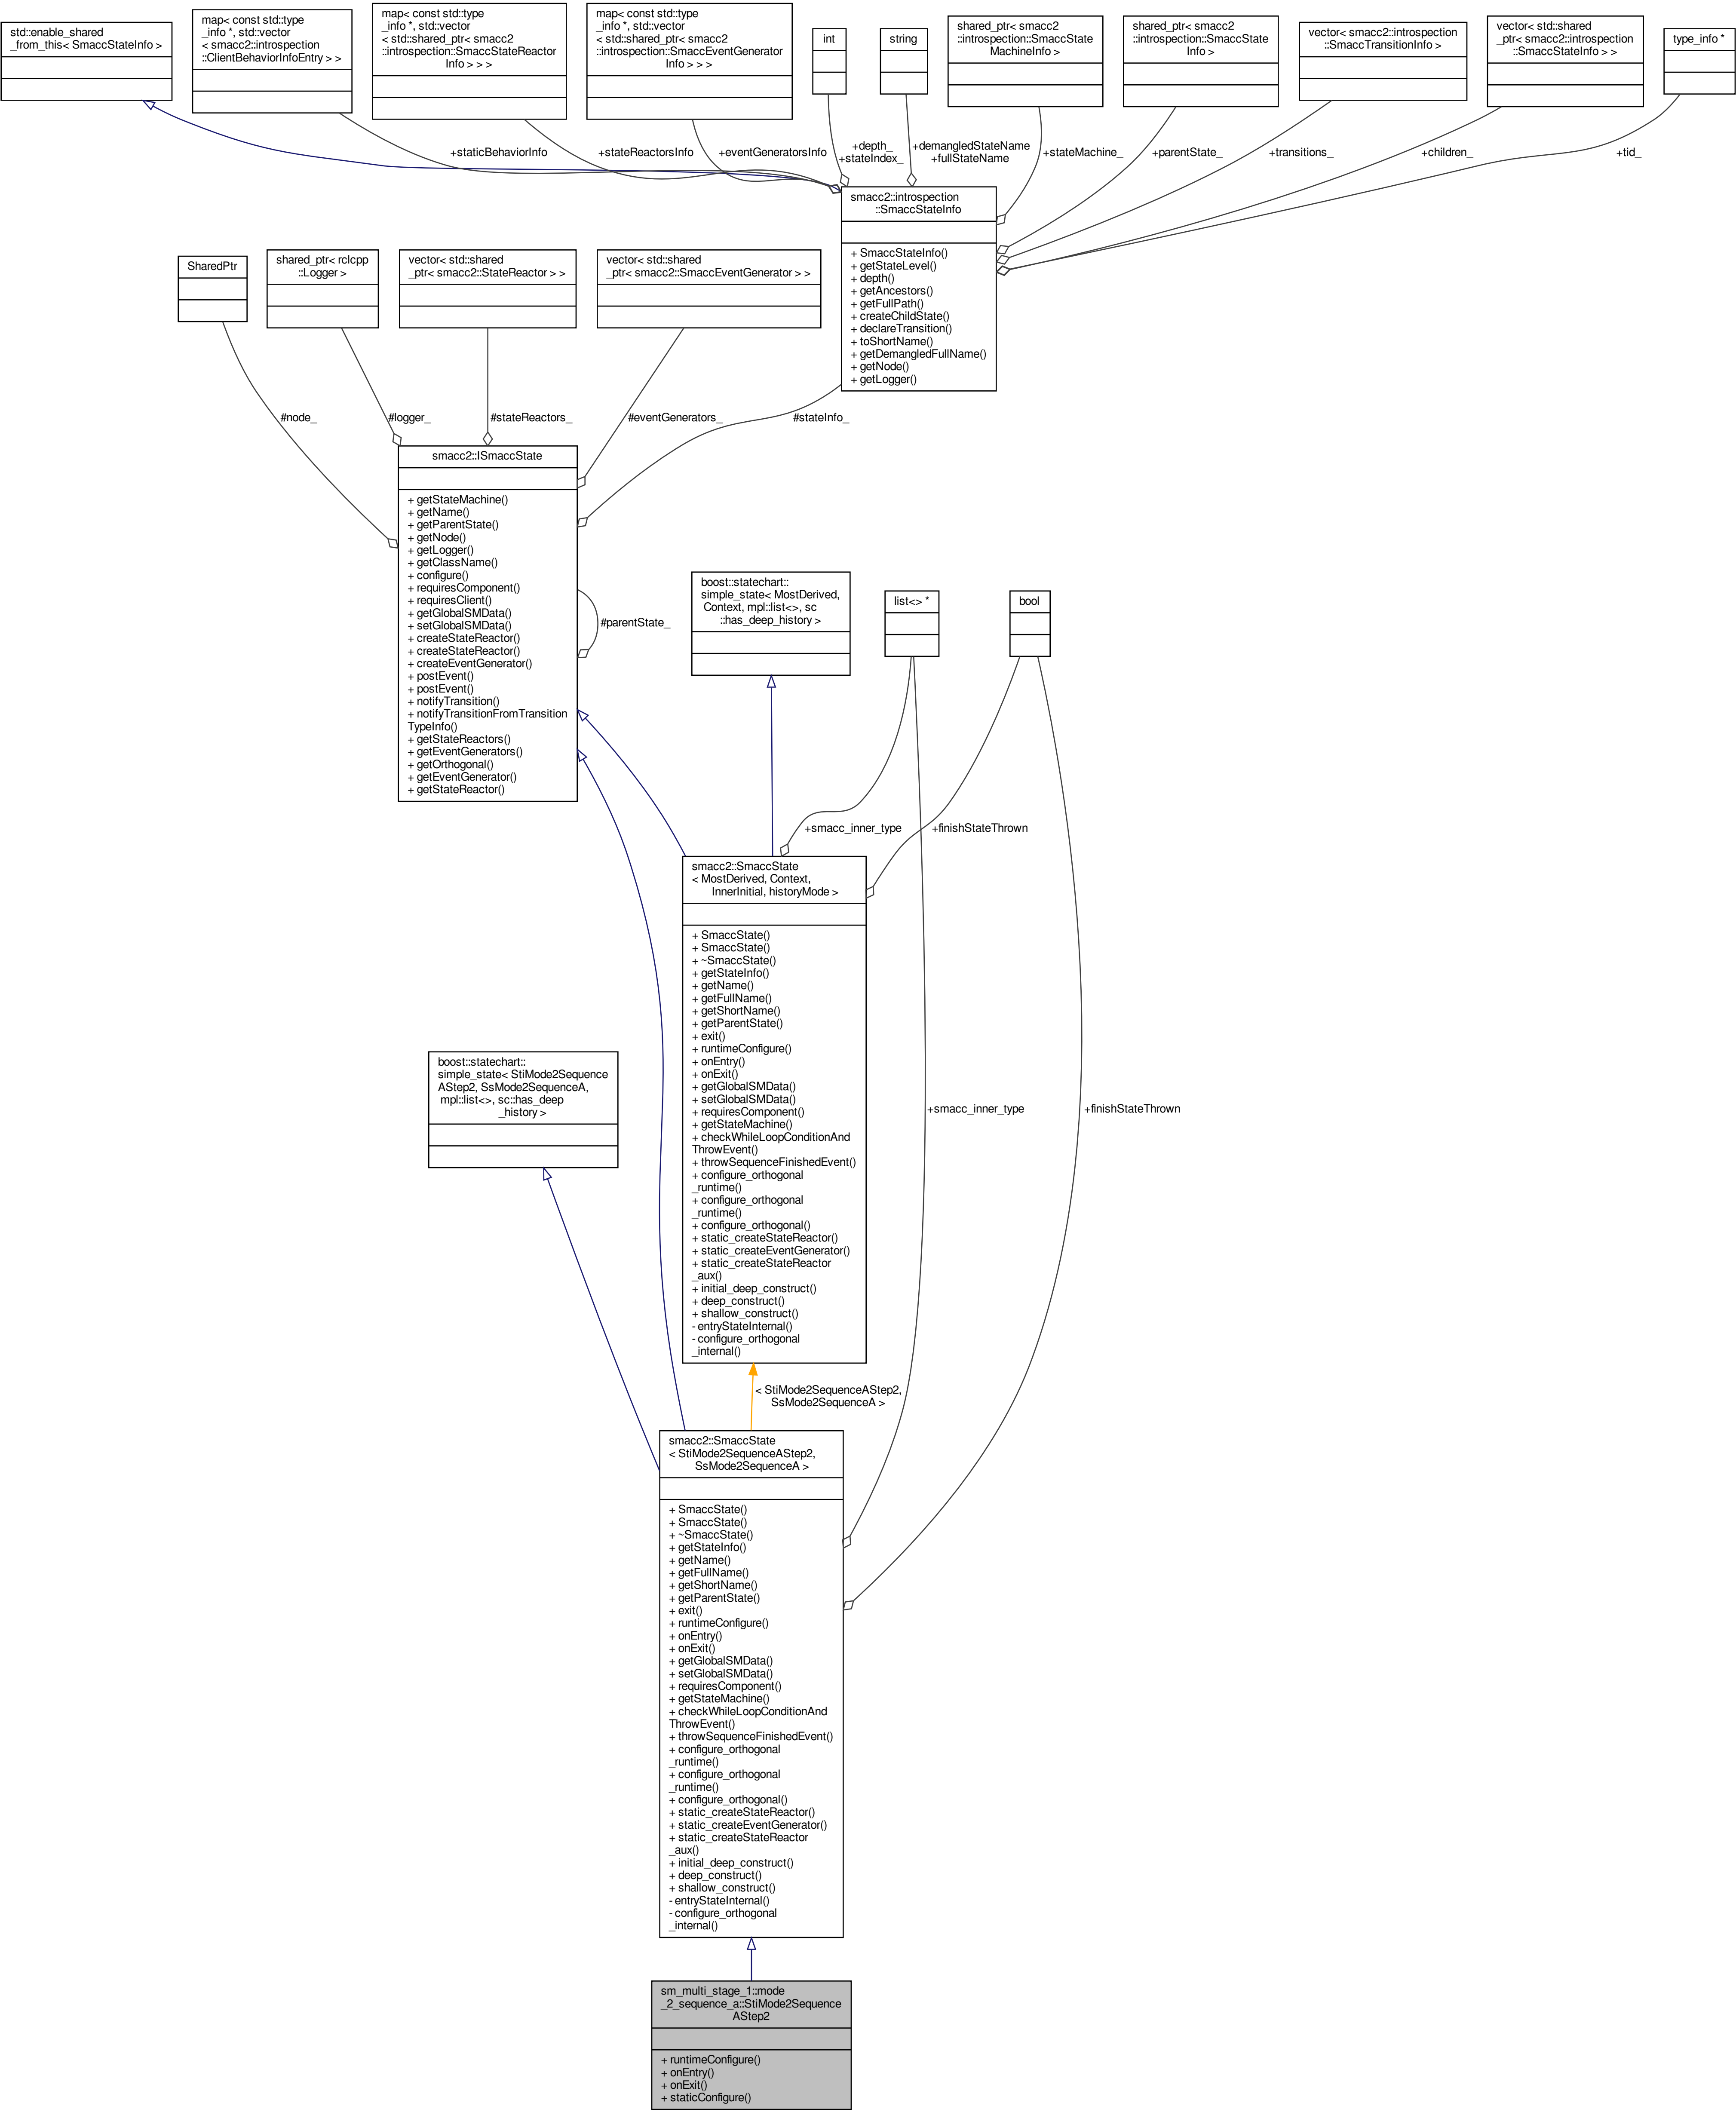 std::enable_shared
_from_this< SmaccStateInfo >
map< const std::type
_info *, std::vector
< smacc2::introspection
::ClientBehaviorInfoEntry > >
map< const std::type
_info *, std::vector
< std::shared_ptr< smacc2
::introspection::SmaccStateReactor
Info > > >
map< const std::type
_info *, std::vector
< std::shared_ptr< smacc2
::introspection::SmaccEventGenerator
Info > > >
int
string
shared_ptr< smacc2
::introspection::SmaccState
MachineInfo >
shared_ptr< smacc2
::introspection::SmaccState
Info >
vector< smacc2::introspection
::SmaccTransitionInfo >
vector< std::shared
_ptr< smacc2::introspection
::SmaccStateInfo > >
type_info *
+staticBehaviorInfo
+stateReactorsInfo
+eventGeneratorsInfo
+depth_
+stateIndex_
+demangledStateName
+fullStateName
+stateMachine_
+parentState_
+transitions_
+children_
+tid_
smacc2::introspection
::SmaccStateInfo
+ SmaccStateInfo()
+ getStateLevel()
+ depth()
+ getAncestors()
+ getFullPath()
+ createChildState()
+ declareTransition()
+ toShortName()
+ getDemangledFullName()
+ getNode()
+ getLogger()
SharedPtr
shared_ptr< rclcpp
::Logger >
vector< std::shared
_ptr< smacc2::StateReactor > >
vector< std::shared
_ptr< smacc2::SmaccEventGenerator > >
#node_
#logger_
#stateReactors_
#eventGenerators_
#stateInfo_
smacc2::ISmaccState
+ getStateMachine()
+ getName()
+ getParentState()
+ getNode()
+ getLogger()
+ getClassName()
+ configure()
+ requiresComponent()
+ requiresClient()
+ getGlobalSMData()
+ setGlobalSMData()
+ createStateReactor()
+ createStateReactor()
+ createEventGenerator()
+ postEvent()
+ postEvent()
+ notifyTransition()
+ notifyTransitionFromTransition
TypeInfo()
+ getStateReactors()
+ getEventGenerators()
+ getOrthogonal()
+ getEventGenerator()
+ getStateReactor()
#parentState_
boost::statechart::
simple_state< MostDerived,
Context, mpl::list<>, sc
::has_deep_history >
list<> *
bool
+smacc_inner_type
+finishStateThrown
smacc2::SmaccState
< MostDerived, Context,
InnerInitial, historyMode >
+ SmaccState()
+ SmaccState()
+ ~SmaccState()
+ getStateInfo()
+ getName()
+ getFullName()
+ getShortName()
+ getParentState()
+ exit()
+ runtimeConfigure()
+ onEntry()
+ onExit()
+ getGlobalSMData()
+ setGlobalSMData()
+ requiresComponent()
+ getStateMachine()
+ checkWhileLoopConditionAnd
ThrowEvent()
+ throwSequenceFinishedEvent()
+ configure_orthogonal
_runtime()
+ configure_orthogonal
_runtime()
+ configure_orthogonal()
+ static_createStateReactor()
+ static_createEventGenerator()
+ static_createStateReactor
_aux()
+ initial_deep_construct()
+ deep_construct()
+ shallow_construct()
- entryStateInternal()
- configure_orthogonal
_internal()
boost::statechart::
simple_state< StiMode2Sequence
AStep2, SsMode2SequenceA,
mpl::list<>, sc::has_deep
_history >
+smacc_inner_type
+finishStateThrown
< StiMode2SequenceAStep2,
SsMode2SequenceA >
smacc2::SmaccState
< StiMode2SequenceAStep2,
SsMode2SequenceA >
+ SmaccState()
+ SmaccState()
+ ~SmaccState()
+ getStateInfo()
+ getName()
+ getFullName()
+ getShortName()
+ getParentState()
+ exit()
+ runtimeConfigure()
+ onEntry()
+ onExit()
+ getGlobalSMData()
+ setGlobalSMData()
+ requiresComponent()
+ getStateMachine()
+ checkWhileLoopConditionAnd
ThrowEvent()
+ throwSequenceFinishedEvent()
+ configure_orthogonal
_runtime()
+ configure_orthogonal
_runtime()
+ configure_orthogonal()
+ static_createStateReactor()
+ static_createEventGenerator()
+ static_createStateReactor
_aux()
+ initial_deep_construct()
+ deep_construct()
+ shallow_construct()
- entryStateInternal()
- configure_orthogonal
_internal()
sm_multi_stage_1::mode
_2_sequence_a::StiMode2Sequence
AStep2
+ runtimeConfigure()
+ onEntry()
+ onExit()
+ staticConfigure()